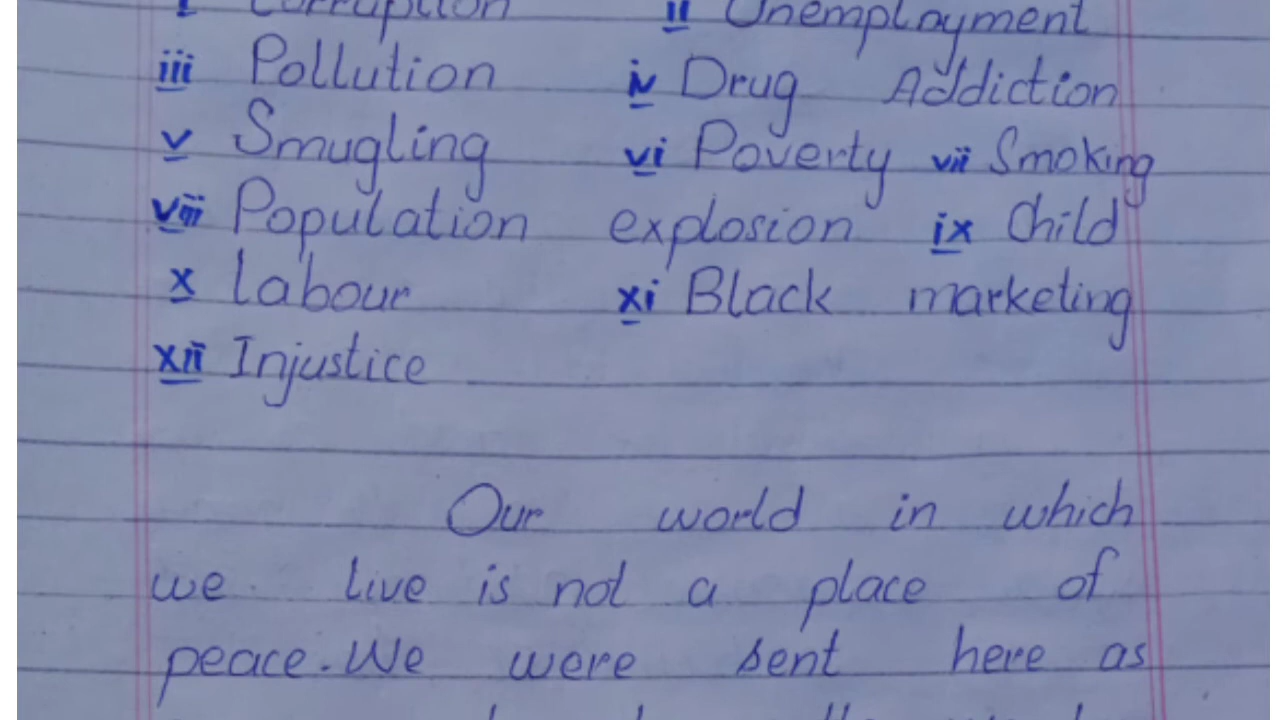 i Corruption ii Unemployment
iii Pollution iv Drug Addiction
v Smugling vi Poverty vii Smoking
viii Population explosion ix Child
x labour xi Black marketing
xii Injustice
Our world in which
we live is not a place of
peace. We were sent here as